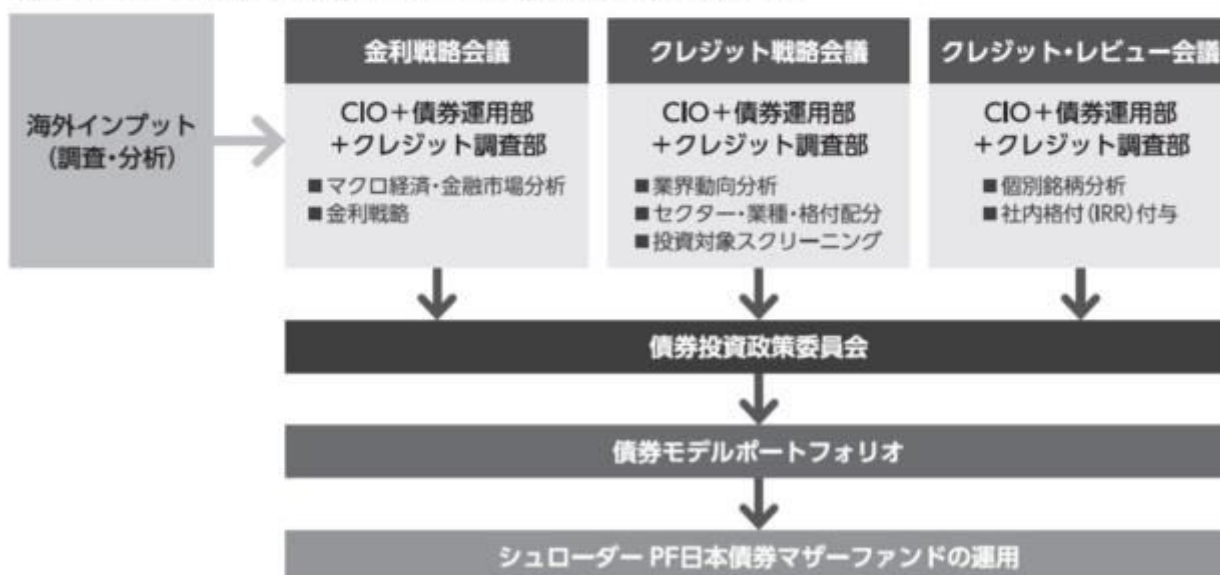 海外インプット
(調査・分析)
金利戦略会議
CIO+債券運用部
+クレジット調査部
■マクロ経済・金融市場分析
■金利戦略
クレジット戦略会議
CIO+債券運用部
+クレジット調査部
■業界動向分析
■セクター・業種・格付配分
■投資対象スクリーニング
クレジット・レビュー会議
CIO+債券運用部
+クレジット調査部
■個別銘柄分析
■社内格付(IRR)付与
債券投資政策委員会
債券モデルポートフォリオ
シュローダーPF日本債券マザーファンドの運用